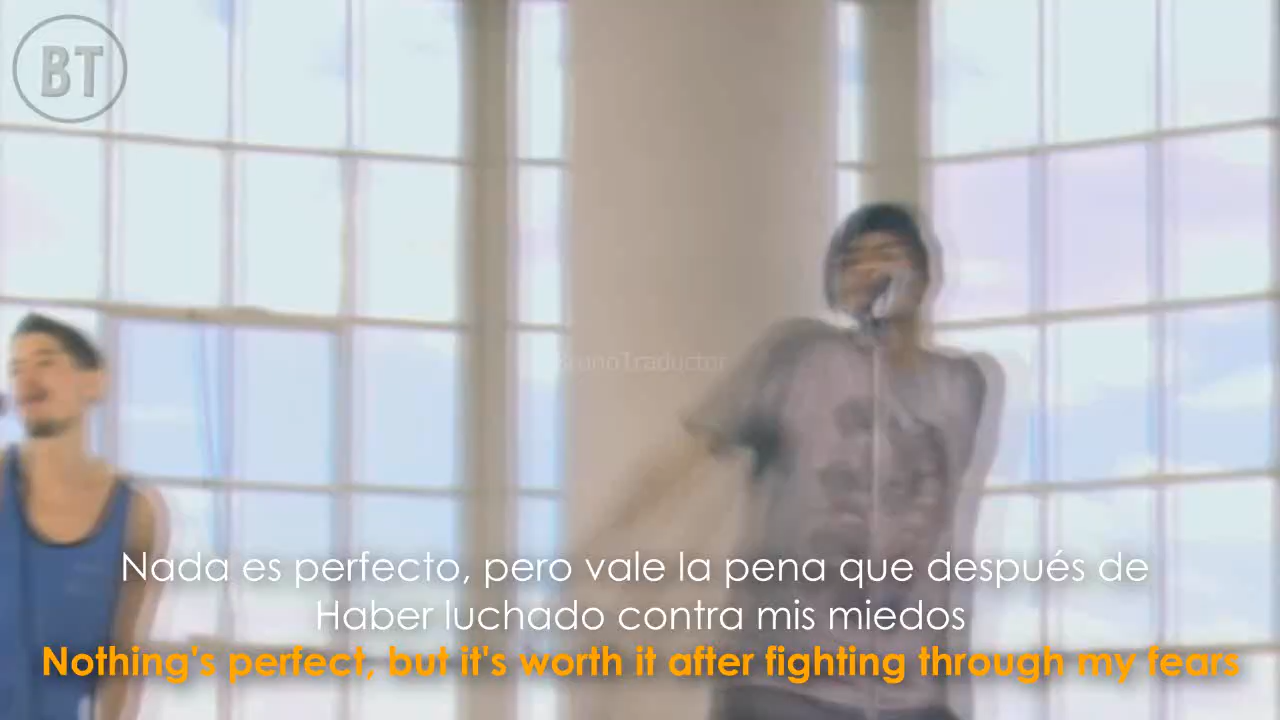 BT
BrunoTraductor
Nada es perfecto, pero vale la pena que después de
Haber luchado contra mis miedos
Nothing's perfect, but it's worth it after fighting through my fears